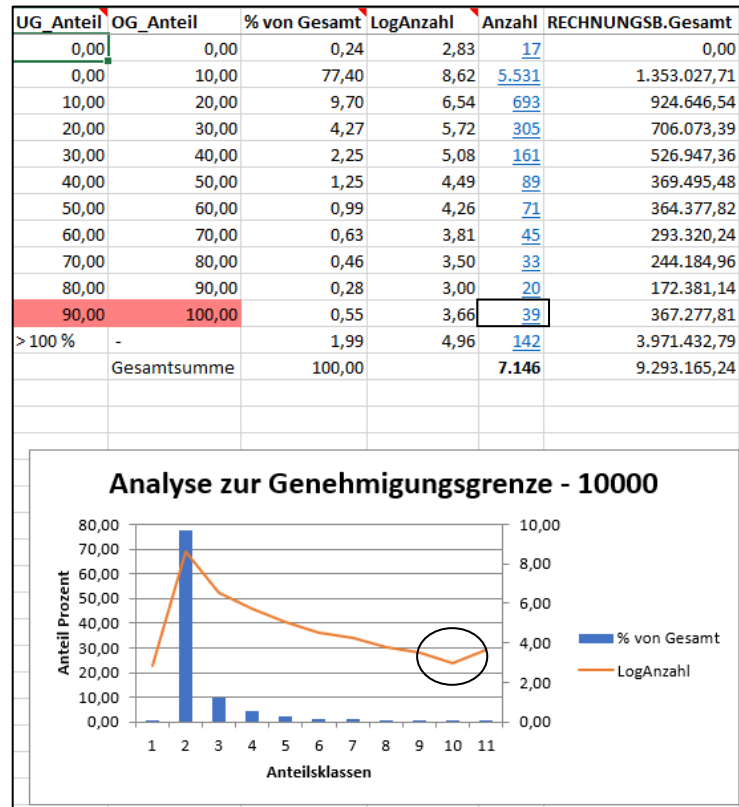 UG_Anteil OG_Anteil % von Gesamt LogAnzahl Anzahl RECHNUNGSB.Gesamt
0,00 0,00 0,24 2,83 17 0,00
0,00 10,00 77,40 8,62 5.531 1.353.027,71
10,00 20,00 9,70 6,54 693 924.646,54
20,00 30,00 4,27 5,72 305 706.073,39
30,00 40,00 2,25 5,08 161 526.947,36
40,00 50,00 1,25 4,49 89 369.495,48
50,00 60,00 0,99 4,26 71 364.377,82
60,00 70,00 0,63 3,81 45 293.320,24
70,00 80,00 0,46 3,50 33 244.184,96
80,00 90,00 0,28 3,00 20 172.381,14
90,00 100,00 0,55 3,66 39 367.277,81
> 100 % - 1,99 4,96 142 3.971.432,79
Gesamtsumme 100,00 7.146 9.293.165,24
Analyse zur Genehmigungsgrenze - 10000
Anteil Prozent
80,00
70,00
60,00
50,00
40,00
30,00
20,00
10,00
0,00
10,00
8,00
6,00
4,00
2,00
0,00
% von Gesamt
LogAnzahl
1 2 3 4 5 6 7 8 9 10 11
Anteilsklassen